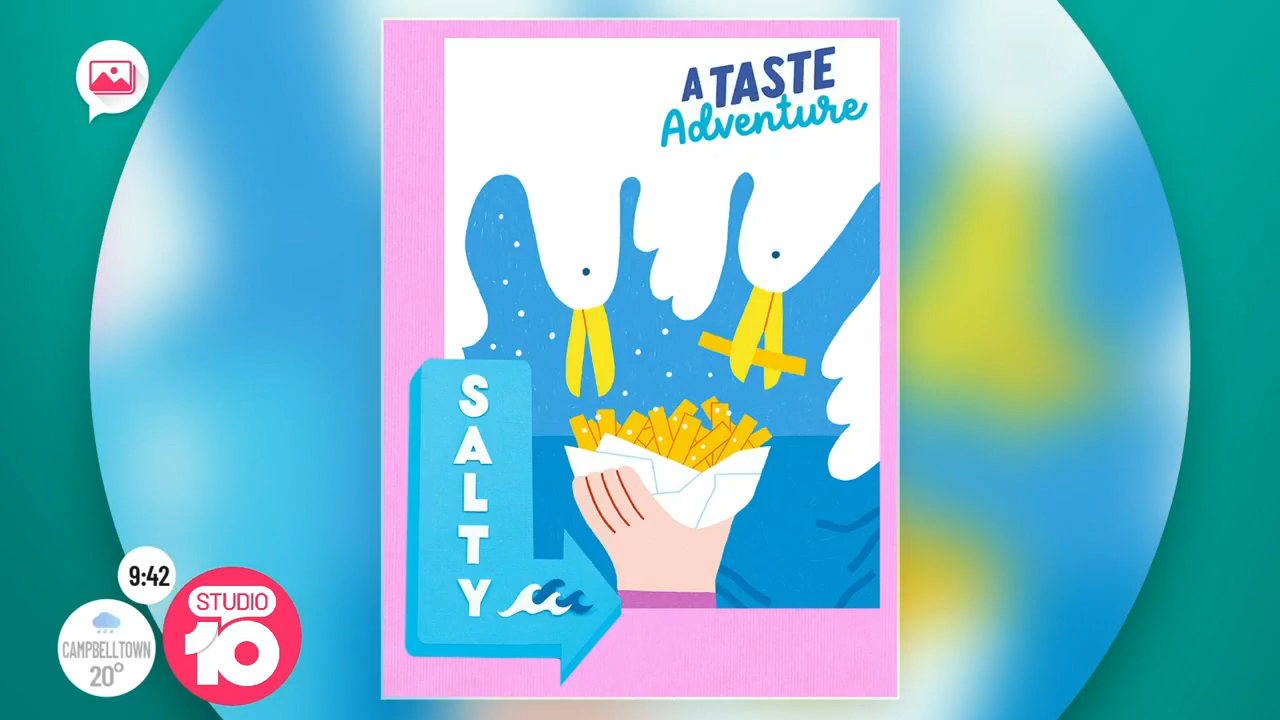 A TASTE
Adventure
SALTY
9:42
STUDIO
10
CAMPBELLTOWN
20°